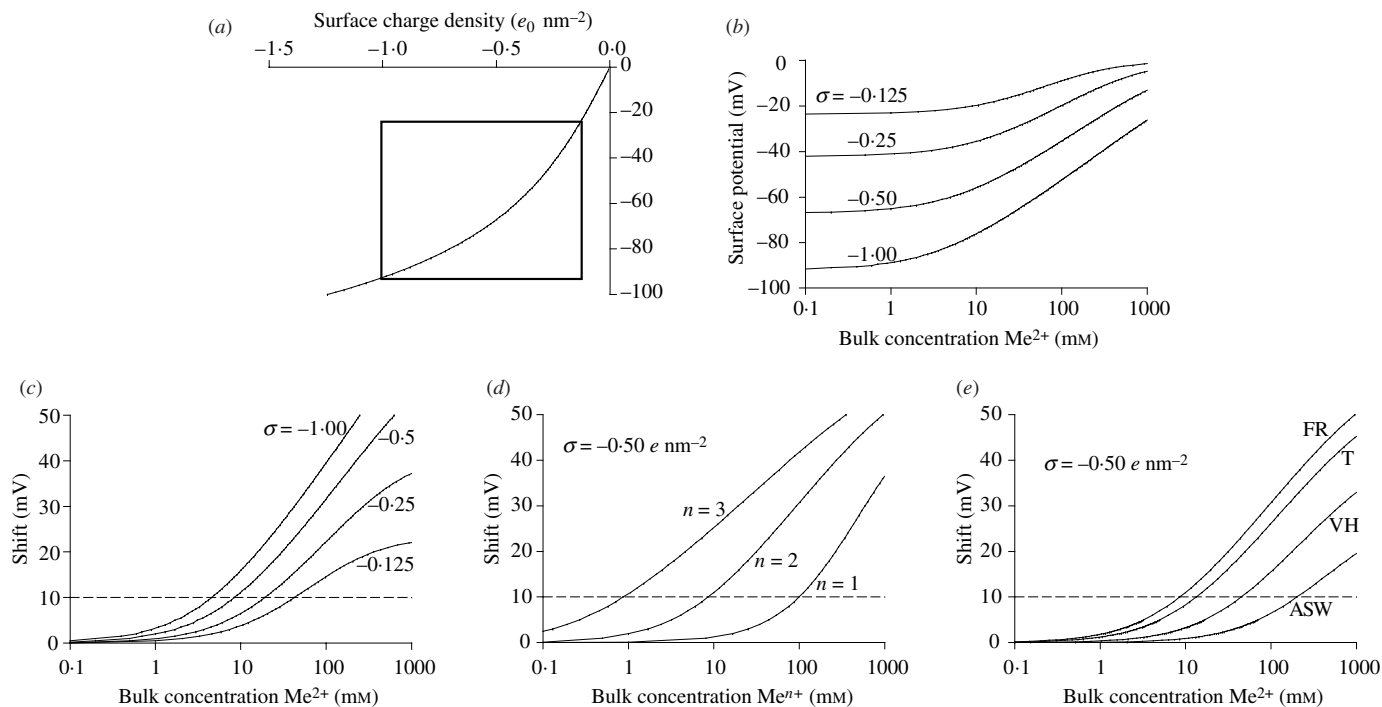 (a)
Surface charge density (e₀ nm⁻²)
−1·5 −1·0 −0·5 0·0
0
−20
−40
−60
−80
−100
(b)
Surface potential (mV)
0
−20
−40
−60
−80
−100
σ = −0·125
−0·25
−0·50
−1·00
0·1 1 10 100 1000
Bulk concentration Me²⁺ (mM)
(c)
Shift (mV)
50
40
30
20
10
0
σ = −1·00
−0·5
−0·25
−0·125
0·1 1 10 100 1000
Bulk concentration Me²⁺ (mM)
(d)
Shift (mV)
50
40
30
20
10
0
σ = −0·50 e nm⁻²
n = 3
n = 2
n = 1
0·1 1 10 100 1000
Bulk concentration Meⁿ⁺ (mM)
(e)
Shift (mV)
50
40
30
20
10
0
σ = −0·50 e nm⁻²
FR
T
VH
ASW
0·1 1 10 100 1000
Bulk concentration Me²⁺ (mM)